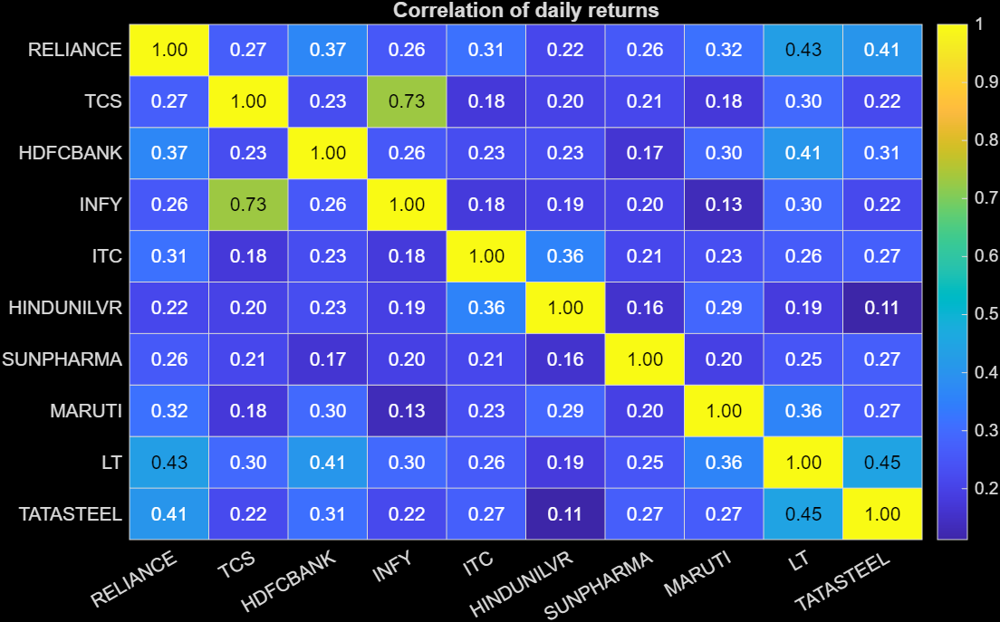 Correlation of daily returns
RELIANCE 1.00 0.27 0.37 0.26 0.31 0.22 0.26 0.32 0.43 0.41
TCS 0.27 1.00 0.23 0.73 0.18 0.20 0.21 0.18 0.30 0.22
HDFCBANK 0.37 0.23 1.00 0.26 0.23 0.23 0.17 0.30 0.41 0.31
INFY 0.26 0.73 0.26 1.00 0.18 0.19 0.20 0.13 0.30 0.22
ITC 0.31 0.18 0.23 0.18 1.00 0.36 0.21 0.23 0.26 0.27
HINDUNILVR 0.22 0.20 0.23 0.19 0.36 1.00 0.16 0.29 0.19 0.11
SUNPHARMA 0.26 0.21 0.17 0.20 0.21 0.16 1.00 0.20 0.25 0.27
MARUTI 0.32 0.18 0.30 0.13 0.23 0.29 0.20 1.00 0.36 0.27
LT 0.43 0.30 0.41 0.30 0.26 0.19 0.25 0.36 1.00 0.45
TATASTEEL 0.41 0.22 0.31 0.22 0.27 0.11 0.27 0.27 0.45 1.00
RELIANCE TCS HDFCBANK INFY ITC HINDUNILVR SUNPHARMA MARUTI LT TATASTEEL
1
0.9
0.8
0.7
0.6
0.5
0.4
0.3
0.2